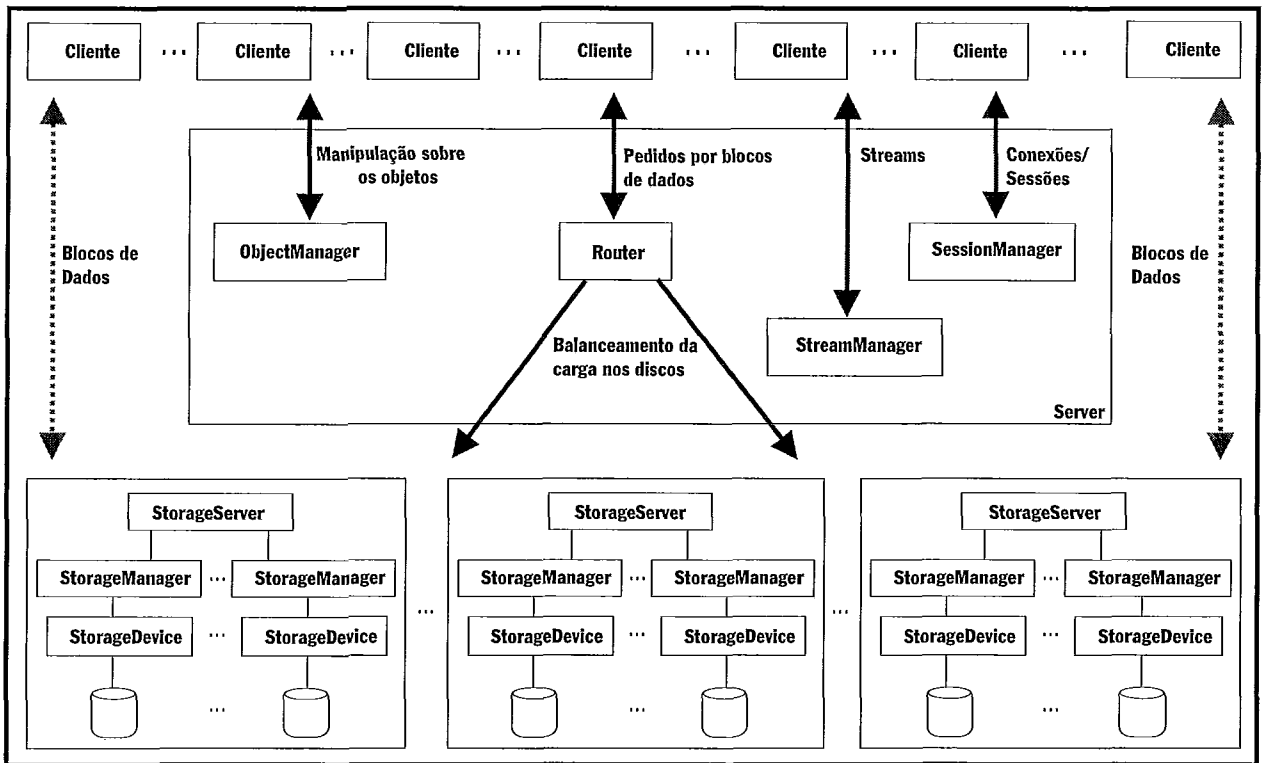 Cliente ... Cliente ... Cliente ... Cliente ... Cliente ... Cliente ... Cliente
Manipulação sobre
os objetos
Pedidos por blocos
de dados
Streams
Conexões/
Sessões
Blocos de
Dados
ObjectManager
Router
SessionManager
Blocos de
Dados
Balanceamento da
carga nos discos
StreamManager
Server
StorageServer
StorageManager ... StorageManager
StorageDevice ... StorageDevice
...
...
StorageServer
StorageManager ... StorageManager
StorageDevice ... StorageDevice
...
...
StorageServer
StorageManager ... StorageManager
StorageDevice ... StorageDevice
...